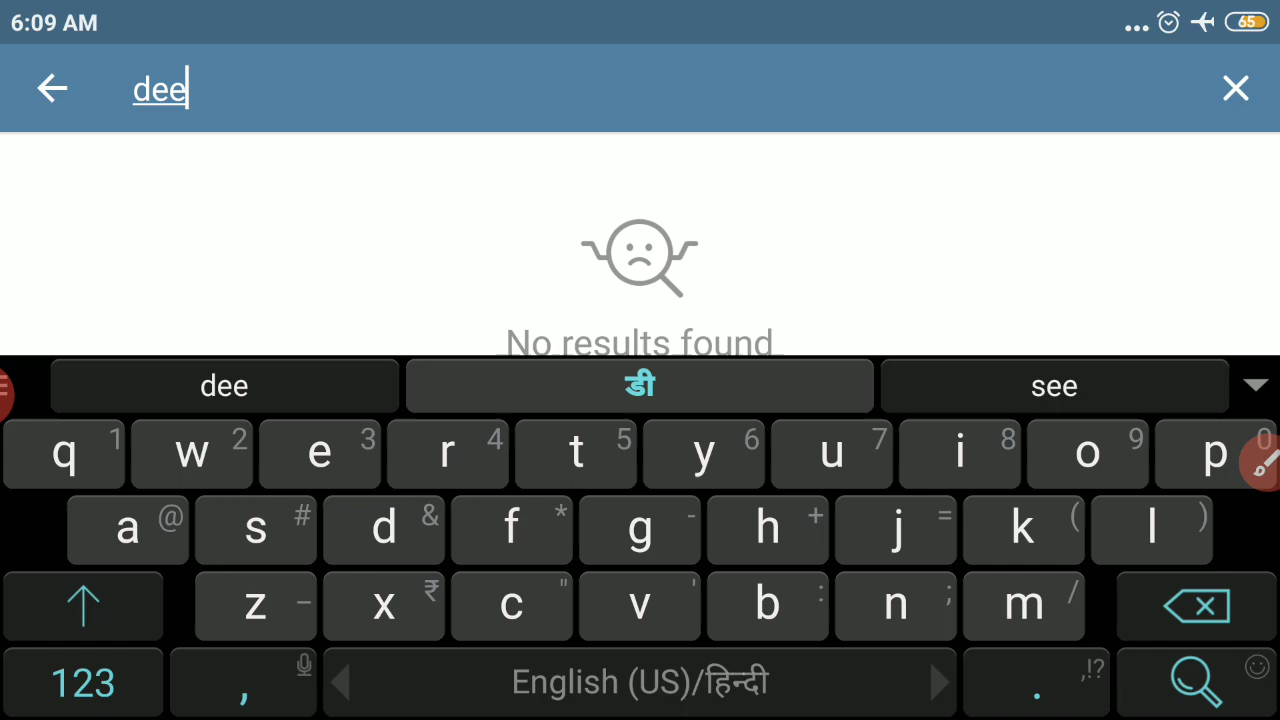 6:09 AM
65
dee
No results found
dee डी see
q 1 w 2 e 3 r 4 t 5 y 6 u 7 i 8 o 9 p 0
a @ s # d & f * g - h + j = k ( l )
z _ x ₹ c " v ' b : n ; m /
123 , English (US)/हिन्दी . ,!?